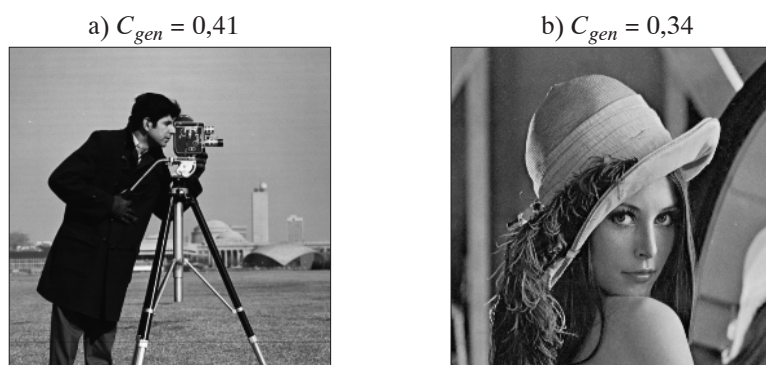 a) C_gen = 0,41
b) C_gen = 0,34